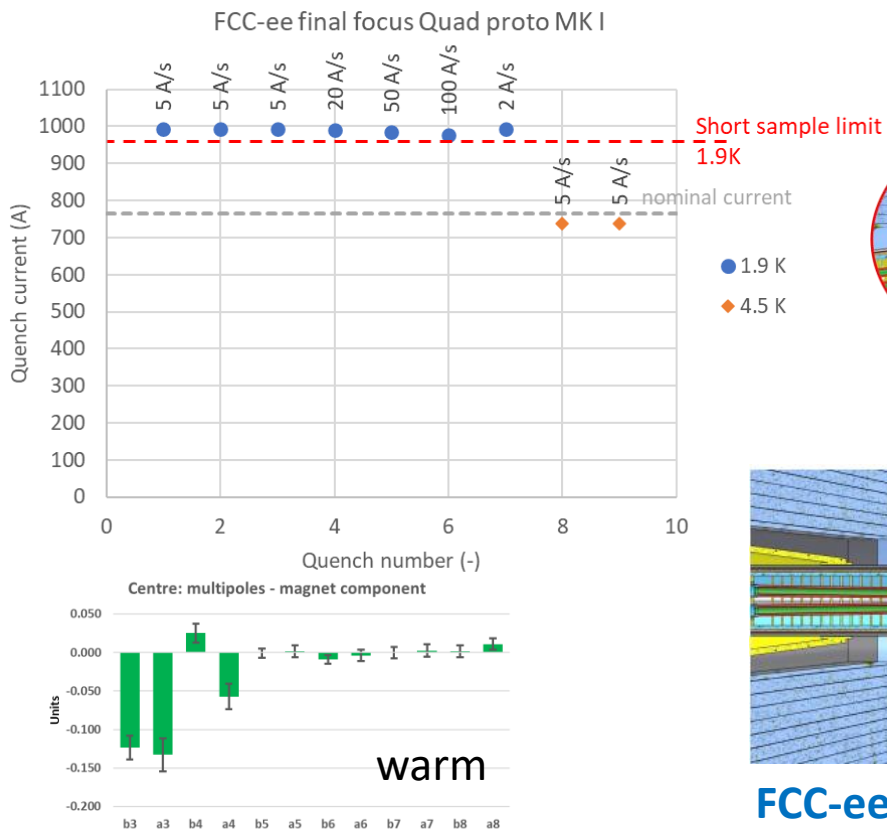 FCC-ee final focus Quad proto MK I
5 A/s
5 A/s
5 A/s
20 A/s
50 A/s
100 A/s
2 A/s
5 A/s
5 A/s
1100
1000
900
800
700
600
500
400
300
200
100
0
Quench current (A)
0 2 4 6 8 10
Quench number (-)
Short sample limit
1.9K
nominal current
1.9 K
4.5 K
Centre: multipoles - magnet component
0.050
0.000
-0.050
-0.100
-0.150
-0.200
Units
warm
b3 a3 b4 a4 b5 a5 b6 a6 b7 a7 b8 a8
FCC-ee